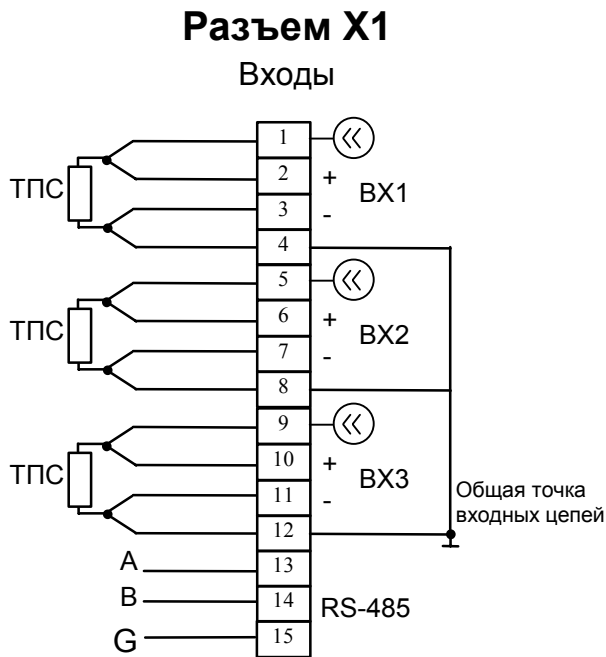 Разъем X1
Входы
1
ТПС
2
+
ВХ1
3
-
4
5
ТПС
6
+
ВХ2
7
-
8
9
ТПС
10
+
ВХ3
11
-
Общая точка
входных цепей
12
A
13
B
14
RS-485
G
15